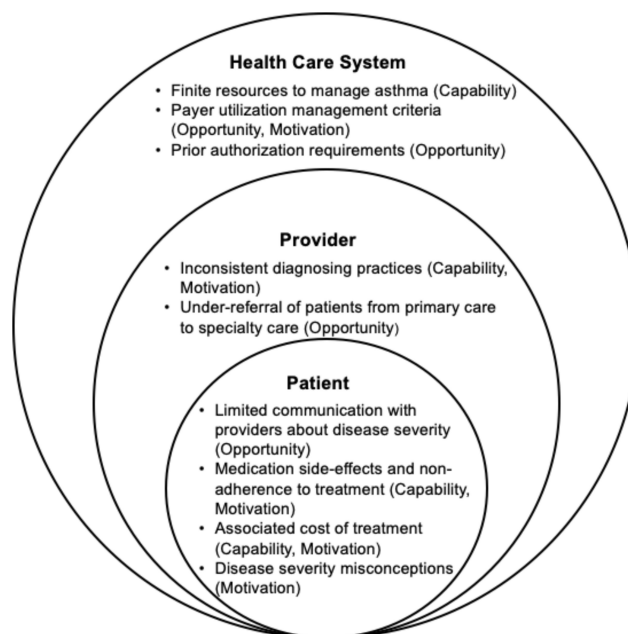 Health Care System
• Finite resources to manage asthma (Capability)
• Payer utilization management criteria
(Opportunity, Motivation)
• Prior authorization requirements (Opportunity)
Provider
• Inconsistent diagnosing practices (Capability,
Motivation)
• Under-referral of patients from primary care
to specialty care (Opportunity)
Patient
• Limited communication with
providers about disease severity
(Opportunity)
• Medication side-effects and non-
adherence to treatment (Capability,
Motivation)
• Associated cost of treatment
(Capability, Motivation)
• Disease severity misconceptions
(Motivation)